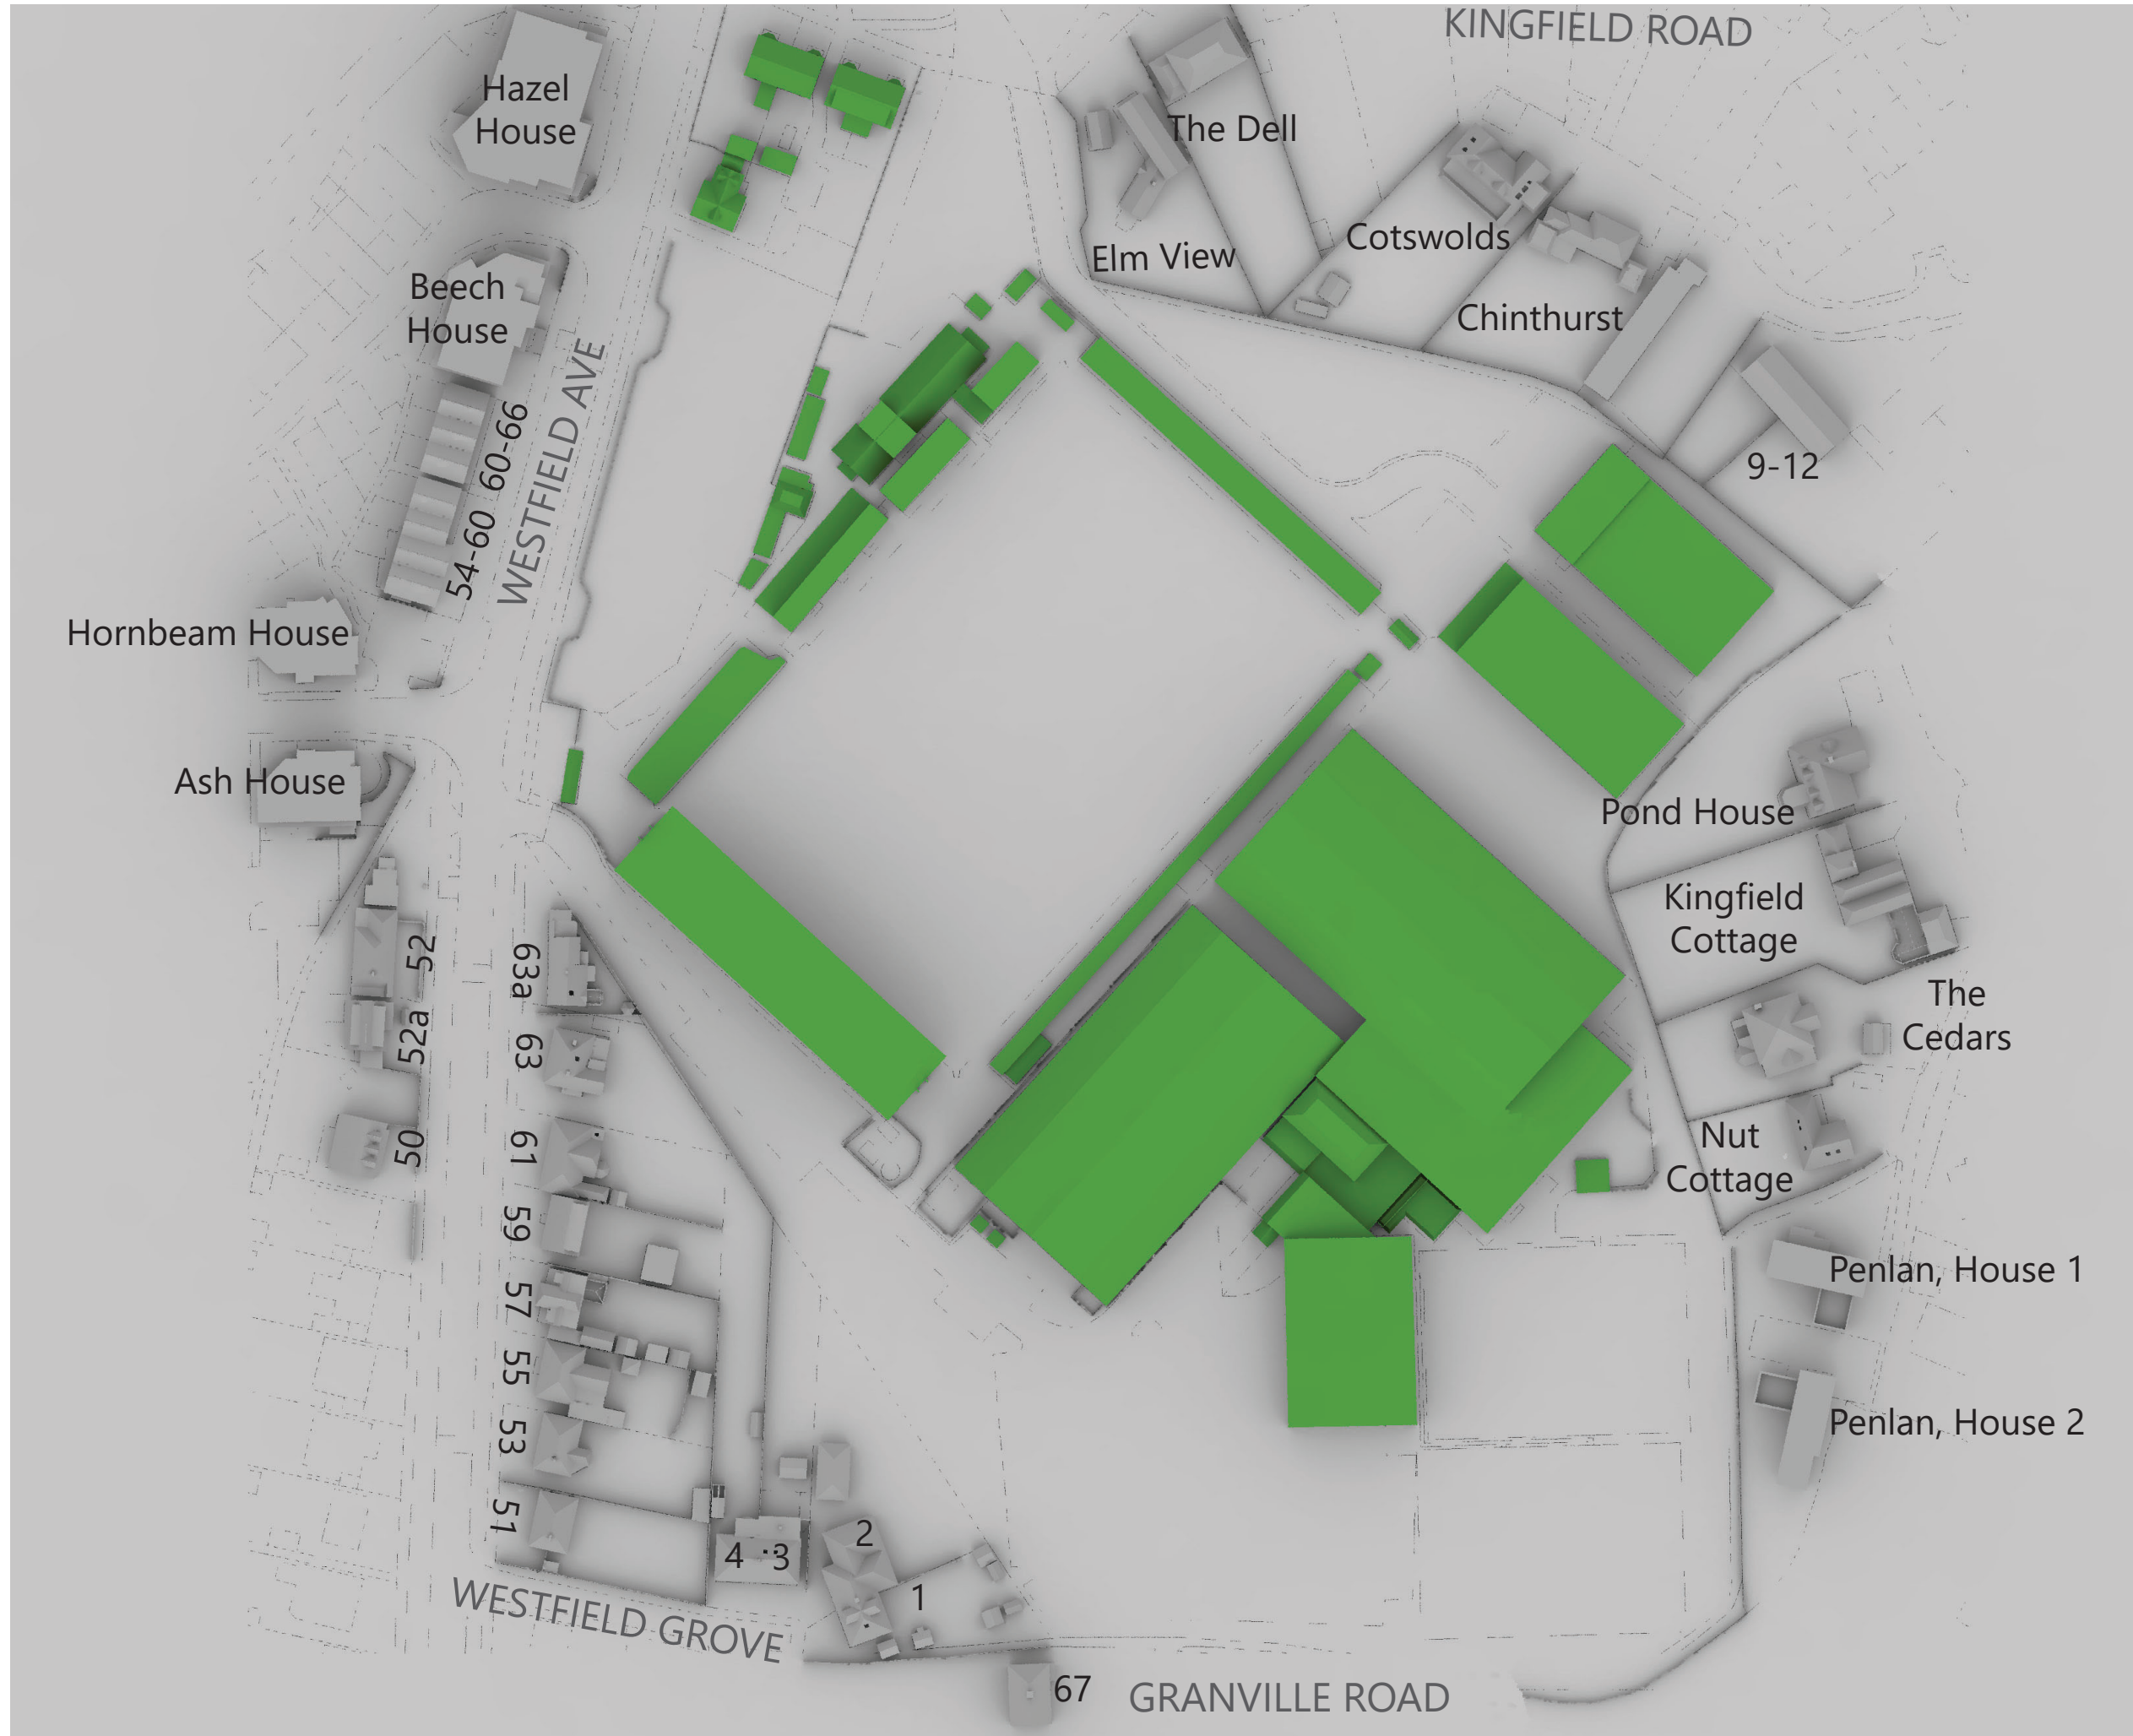 KINGFIELD ROAD
Hazel
House
The Dell
Cotswolds
Elm View
Beech
House
Chinthurst
WESTFIELD AVE
60-66
9-12
54-60
Hornbeam House
Ash House
Pond House
Kingfield
Cottage
52
63a
The
Cedars
52a
63
50
61
Nut
Cottage
59
Penlan, House 1
57
55
Penlan, House 2
53
51
2
4
3
1
WESTFIELD GROVE
67
GRANVILLE ROAD